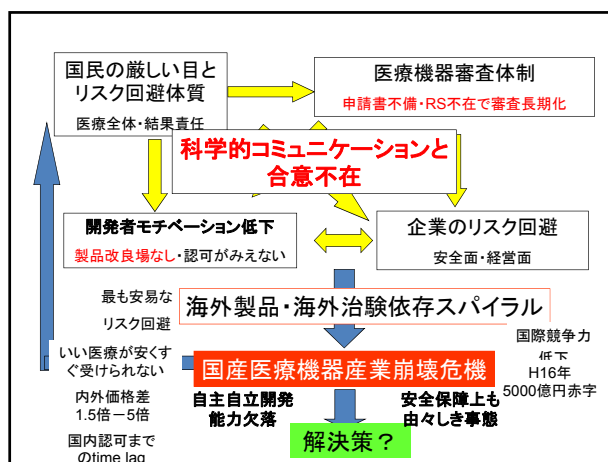 国民の厳しい目と
リスク回避体質
医療全体・結果責任
医療機器審査体制
申請書不備・RS不在で審査長期化
科学的コミュニケーションと
合意不在
開発者モチベーション低下
製品改良場なし・認可がみえない
企業のリスク回避
安全面・経営面
最も安易な
リスク回避
海外製品・海外治験依存スパイラル
いい医療が安くす
ぐ受けられない
内外価格差
1.5倍－5倍
国内認可まで
のtime lag
国産医療機器産業崩壊危機
国際競争力
低下
H16年
5000億円赤字
自主自立開発
能力欠落
安全保障上も
由々しき事態
解決策？